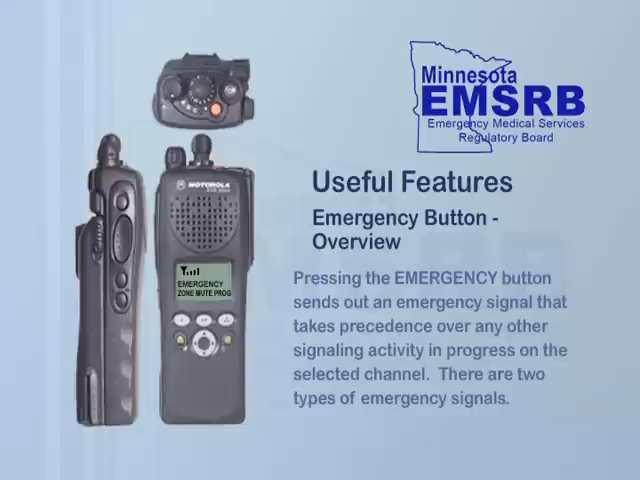 Minnesota
EMSRB
Emergency Medical Services
Regulatory Board
Useful Features
Emergency Button -
Overview
Pressing the EMERGENCY button
sends out an emergency signal that
takes precedence over any other
signaling activity in progress on the
selected channel. There are two
types of emergency signals.
MOTOROLA
EMERGENCY
ZONE MUTE PROG